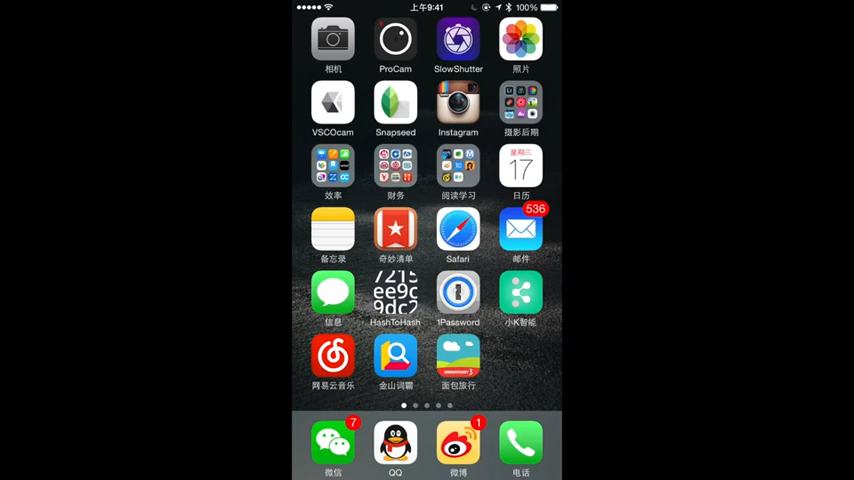 上午9:41 100%
相机 ProCam SlowShutter 照片
VSCOcam Snapseed Instagram 摄影后期
星期三
17
效率 财务 阅读学习 日历
536
备忘录 奇妙清单 Safari 邮件
7215
ee9c
9dc2
信息 HashToHash 1Password 小K智能
网易云音乐 金山词霸 面包旅行
7 1
微信 QQ 微博 电话